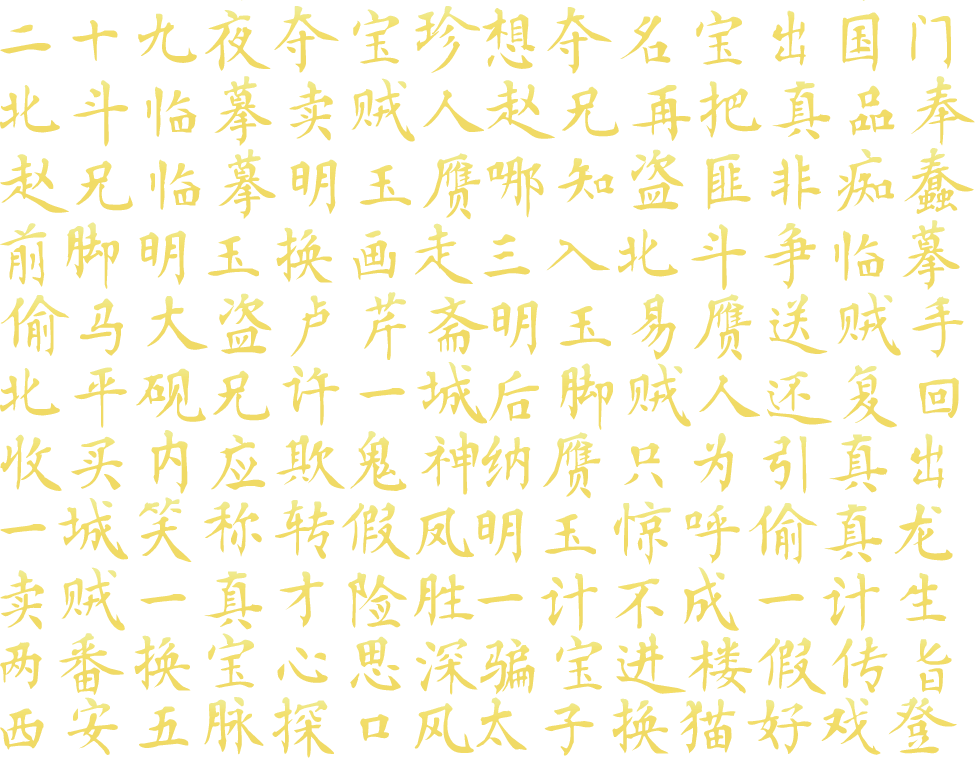 二十九夜夺宝珍想夺名宝出国门
北斗临摹卖贼人赵兄再把真品奉
赵兄临摹明玉赝哪知盗匪非痴蠢
前脚明玉换画走三入北斗争临摹
偷马大盗卢芹斋明玉易赝送贼手
北平砚兄许一城后脚贼人还复回
收买内应欺鬼神纳赝只为引真出
一城笑称转假凤明玉惊呼偷真龙
卖贼一真才险胜一计不成一计生
两番换宝心思深骗宝进楼假传旨
西安五脉探口风太子换猫好戏登